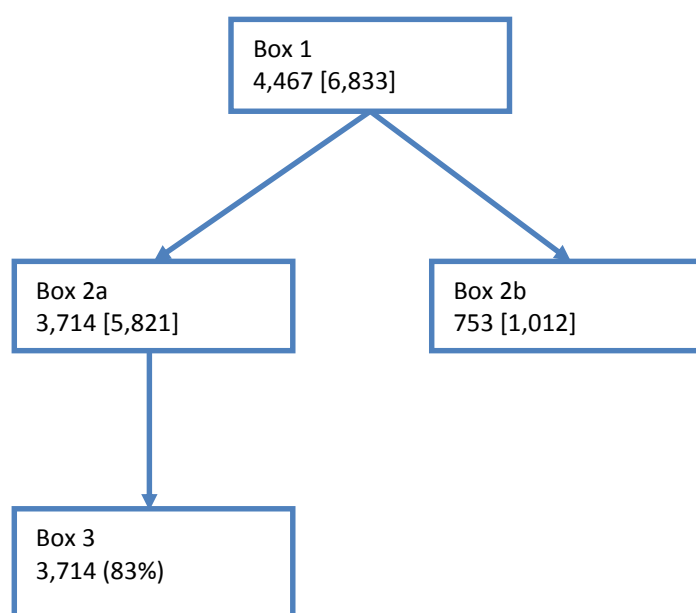 Box 1
4,467 [6,833]
Box 2a
3,714 [5,821]
Box 2b
753 [1,012]
Box 3
3,714 (83%)